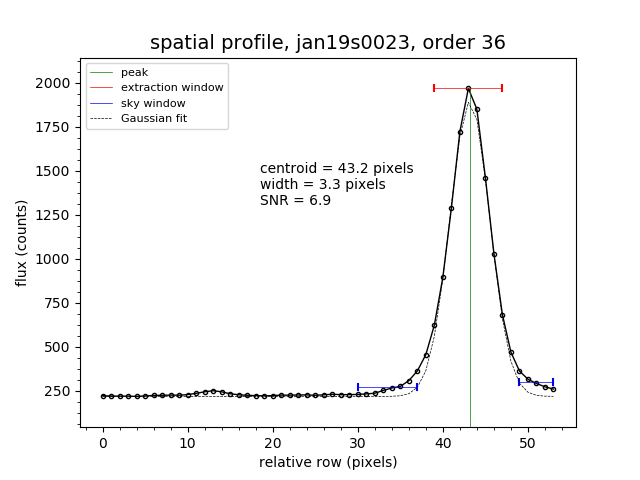 spatial profile, jan19s0023, order 36
peak
extraction window
sky window
Gaussian fit
centroid = 43.2 pixels
width = 3.3 pixels
SNR = 6.9
flux (counts)
2000
1750
1500
1250
1000
750
500
250
0 10 20 30 40 50
relative row (pixels)